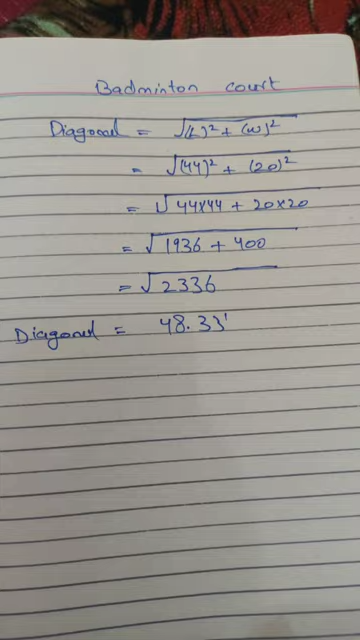 Badminton court
Diagonal = √(L)² + (W)²
= √(44)² + (20)²
= √44×44 + 20×20
= √1936 + 400
= √2336
Diagonal = 48.33'